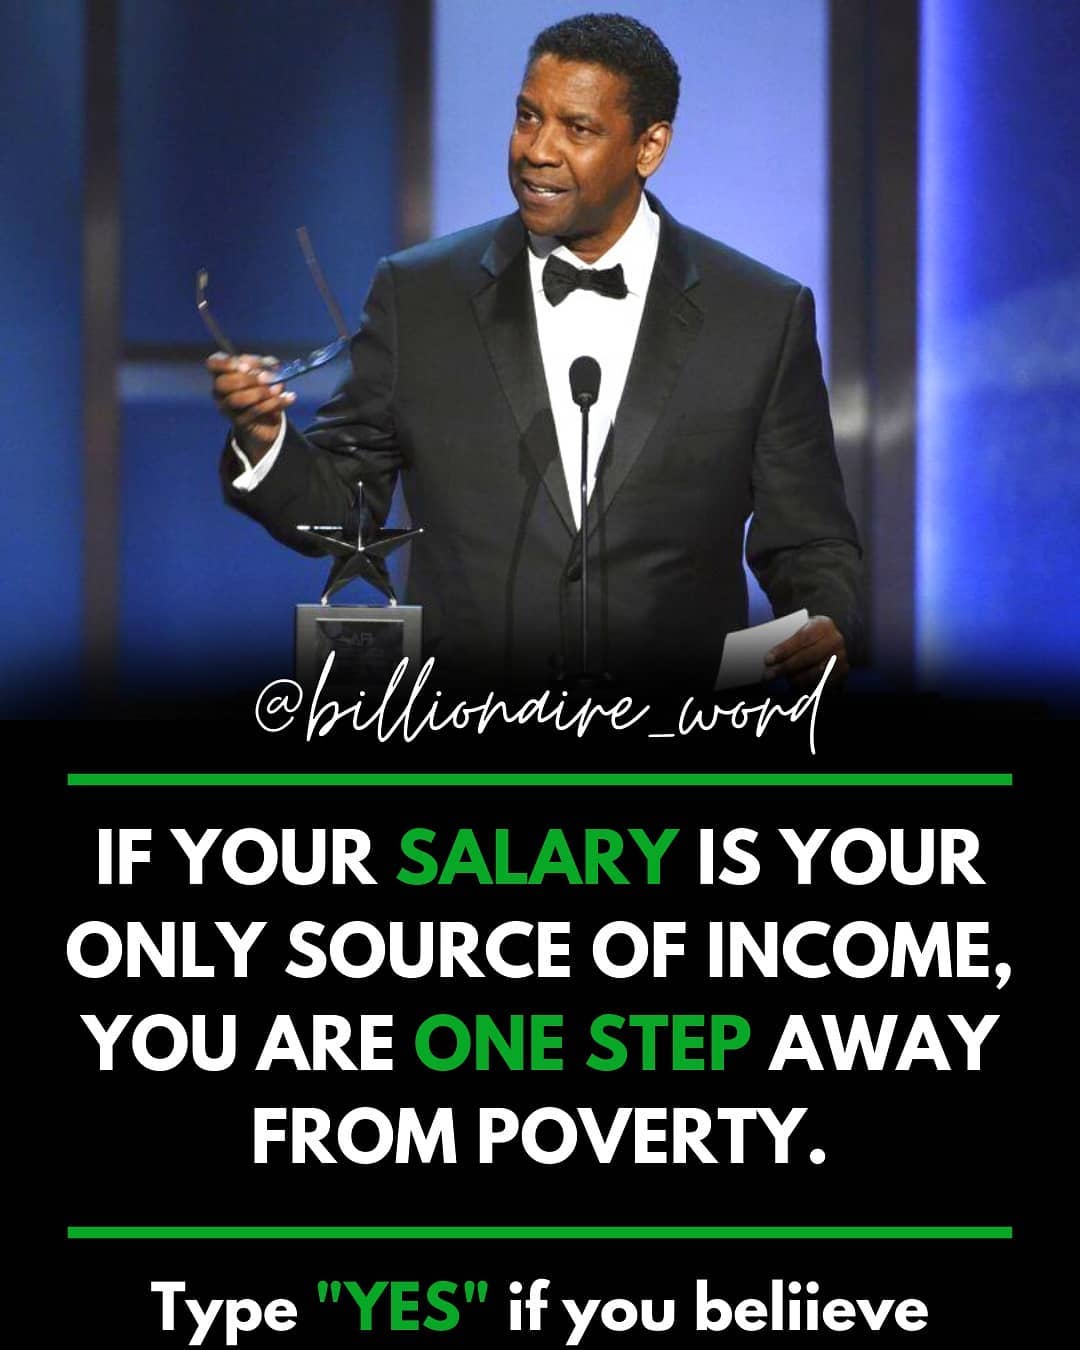 AFI
@billionaire_word
IF YOUR SALARY IS YOUR
ONLY SOURCE OF INCOME,
YOU ARE ONE STEP AWAY
FROM POVERTY.
Type "YES" if you beliieve